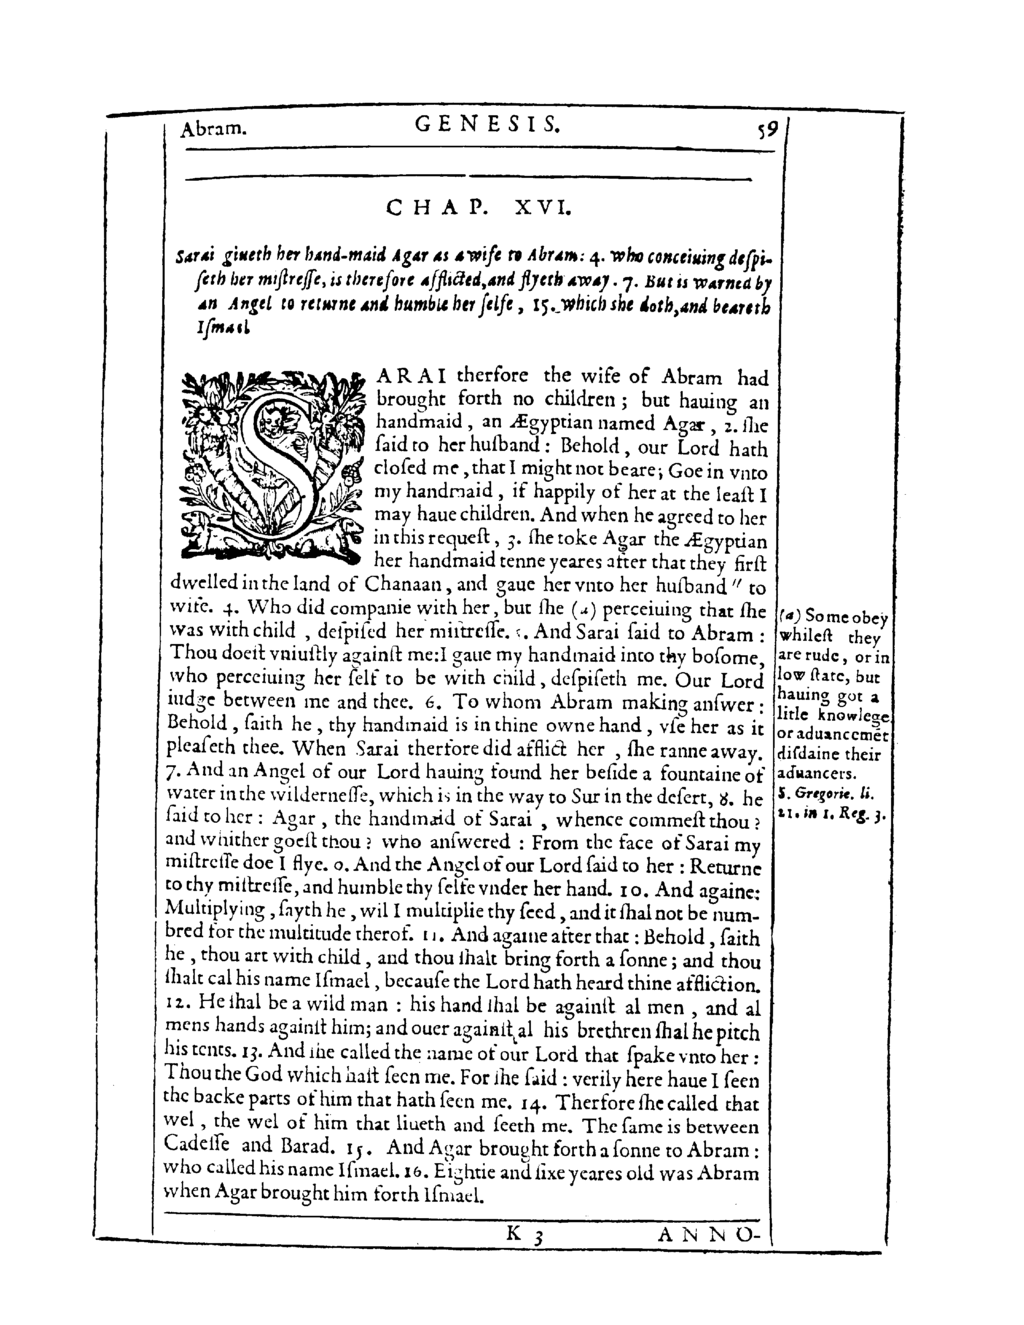 Abram. GENESIS. 59
CHAP. XVI.
Sarai giueth her hand-maid Agar as a wife to Abram: 4. who conceiuing deſpi-
ſeth her miſtreſſe, is therefore afflicted, and flyeth away. 7. But is warned by
an Angel to returne and humble her ſelfe, 15. which she doth, and beareth
Iſmael
SARAI therfore the wife of Abram had
brought forth no children; but hauing an
handmaid, an Ægyptian named Agar, 2. ſhe
ſaid to her huſband: Behold, our Lord hath
cloſed me, that I might not beare; Goe in vnto
my handmaid, if happily of her at the leaſt I
may haue children. And when he agreed to her
in this requeſt, 3. ſhe toke Agar the Ægyptian
her handmaid tenne yeares after that they firſt
dwelled in the land of Chanaan, and gaue her vnto her huſband " to
wife. 4. Who did companie with her, but ſhe (a) perceiuing that ſhe
was with child, deſpiſed her miſtreſſe. 5. And Sarai ſaid to Abram:
Thou doeſt vniuſtly againſt me: I gaue my handmaid into thy boſome,
who perceiuing her ſelf to be with child, deſpiſeth me. Our Lord
iudge between me and thee. 6. To whom Abram making anſwer:
Behold, ſaith he, thy handmaid is in thine owne hand, vſe her as it
pleaſeth thee. When Sarai therfore did afflict her, ſhe ranne away.
7. And an Angel of our Lord hauing found her beſide a fountaine of
water in the wilderneſſe, which is in the way to Sur in the deſert, 8. he
ſaid to her: Agar, the handmaid of Sarai, whence commeſt thou?
and whither goeſt thou? who anſwered: From the face of Sarai my
miſtreſſe doe I flye. 9. And the Angel of our Lord ſaid to her: Returne
to thy miſtreſſe, and humble thy ſelfe vnder her hand. 10. And againe:
Multiplying, ſayth he, wil I multiplie thy ſeed, and it ſhal not be num-
bred for the multitude therof. 11. And againe after that: Behold, ſaith
he, thou art with child, and thou ſhalt bring forth a ſonne; and thou
ſhalt cal his name Iſmael, becauſe the Lord hath heard thine affliction.
12. He ſhal be a wild man: his hand ſhal be againſt al men, and al
mens hands againſt him; and ouer againſt al his brethren ſhal he pitch
his tents. 13. And ſhe called the name of our Lord that ſpake vnto her:
Thou the God which haſt ſeen me. For ſhe ſaid: verily here haue I ſeen
the backe parts of him that hath ſeen me. 14. Therfore ſhe called that
wel, the wel of him that liueth and ſeeth me. The ſame is between
Cadeſſe and Barad. 15. And Agar brought forth a ſonne to Abram:
who called his name Iſmael. 16. Eightie and ſixe yeares old was Abram
when Agar brought him forth Iſmael.
(a) Some obey
whileſt they
are rude, or in
low ſtate, but
hauing got a
litle knowlege
or aduancemēt
diſdaine their
aduancers.
S. Gregorie. li.
21. in 1. Reg. 3.
K 3 ANNO-